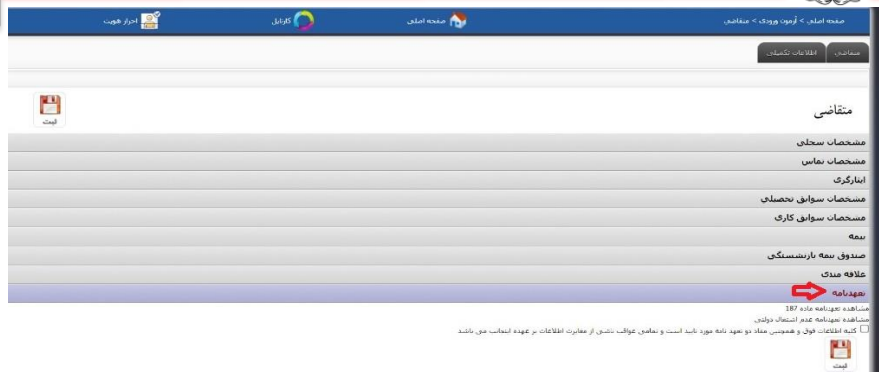 صفحه اصلی > آزمون ورودی > متقاضی
صفحه اصلی
کارتابل
احراز هویت
متقاضی
اطلاعات تکمیلی
متقاضی
ثبت
مشخصات سجلی
مشخصات تماس
ایثارگری
مشخصات سوابق تحصیلی
مشخصات سوابق کاری
بیمه
صندوق بیمه بازنشستگی
علاقه مندی
تعهدنامه
مشاهده تعهدنامه ماده 187
مشاهده تعهدنامه عدم اشتغال دولتی
کلیه اطلاعات فوق و همچنین مفاد دو تعهد نامه مورد تایید است و تمامی عواقب ناشی از مغایرت اطلاعات بر عهده اینجانب می باشد
ثبت